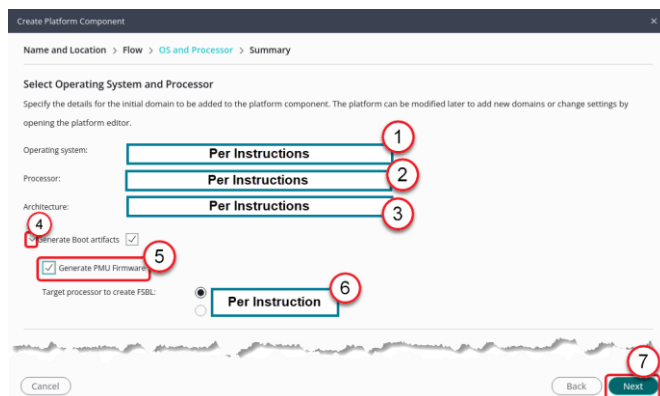 Create Platform Component ×
Name and Location > Flow > OS and Processor > Summary
Select Operating System and Processor
Specify the details for the initial domain to be added to the platform component. The platform can be modified later to add new domains or change settings by
opening the platform editor.
1
Operating system: Per Instructions
2
Processor: Per Instructions
Architecture: Per Instructions
3
4
Generate Boot artifacts
5
Generate PMU Firmware
6
Target processor to create FSBL: Per Instruction
7
Cancel Back Next